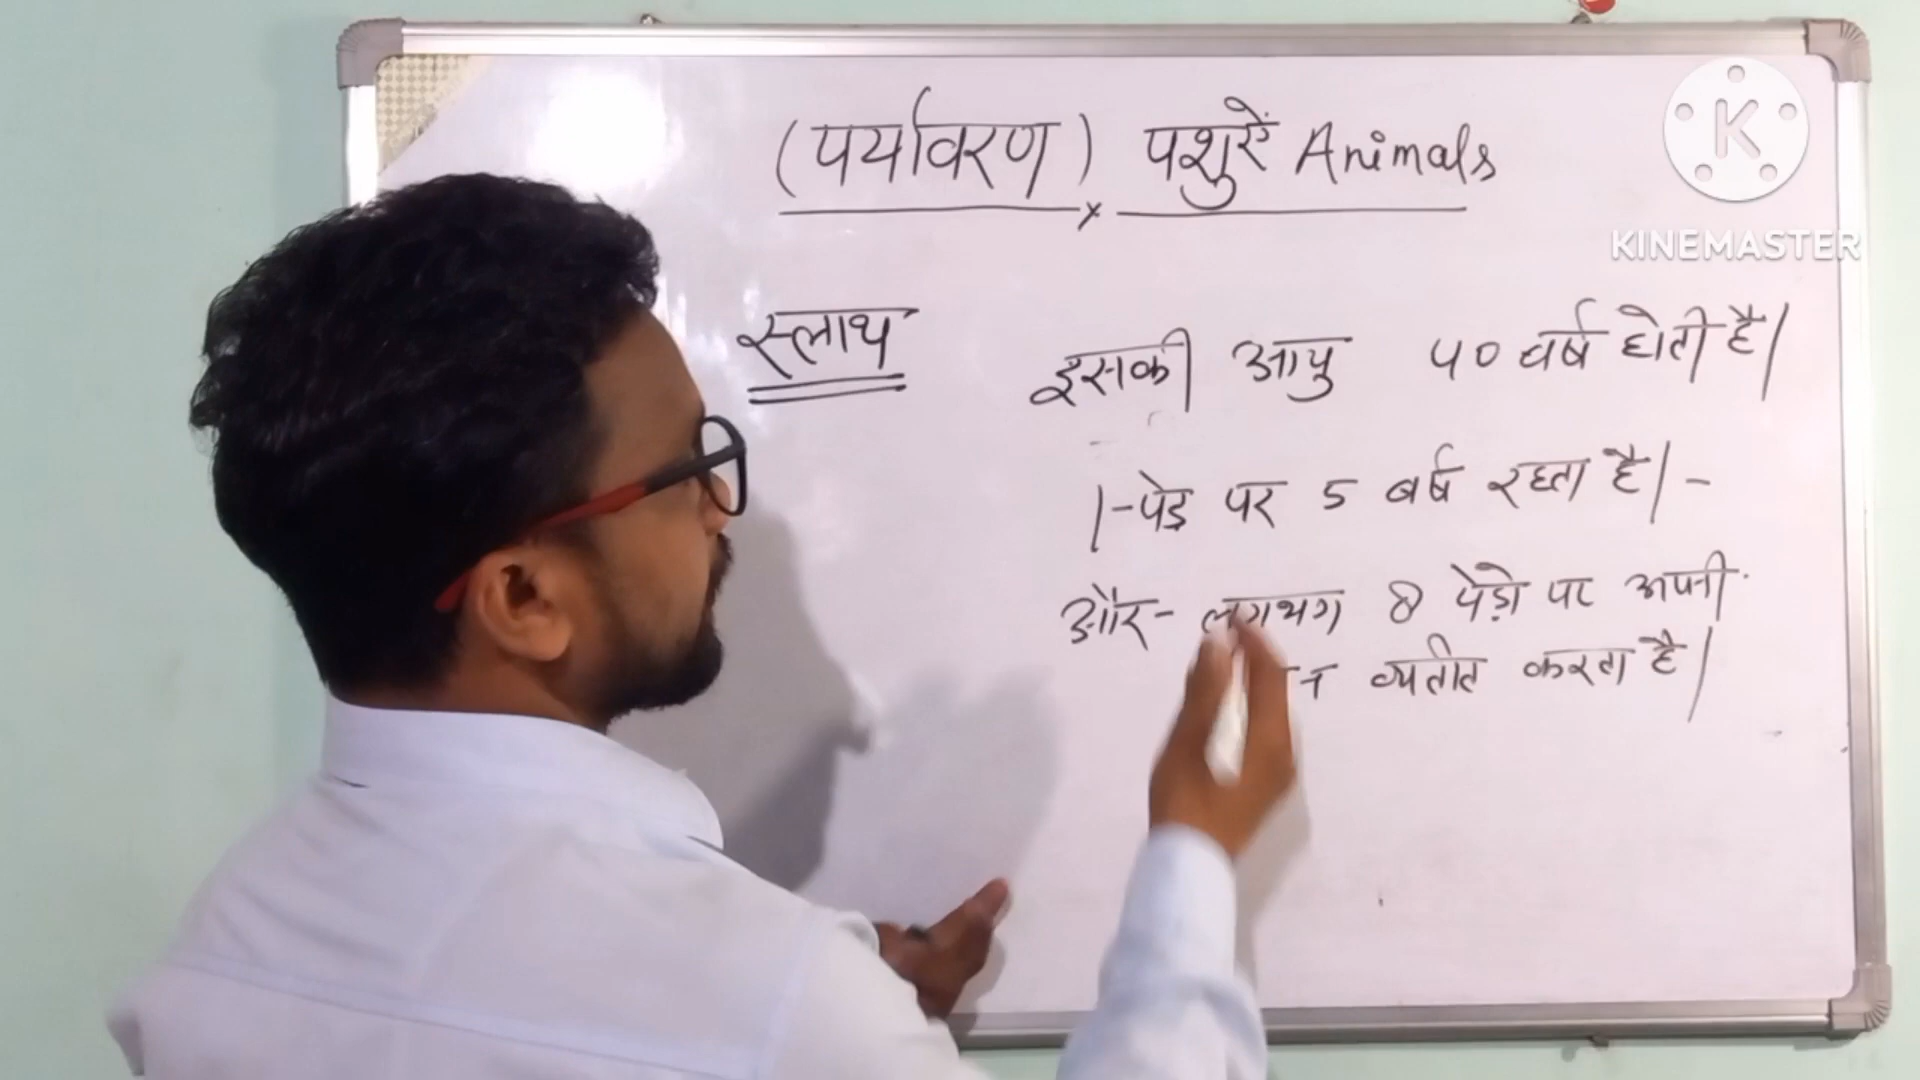 (पर्यावरण) पशुएँ Animals
K
KINEMASTER
स्लाथ
इसकी आयु 40 वर्ष होती है।
।-पेड़ पर 5 वर्ष रहता है।-
और- लगभग 8 पेड़ो पर अपनी
व्यतीत करता है।